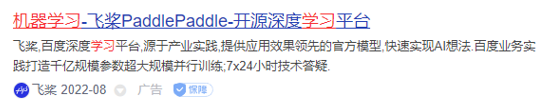 机器学习-飞桨PaddlePaddle-开源深度学习平台
飞桨,百度深度学习平台,源于产业实践,提供应用效果领先的官方模型,快速实现AI想法.百度业务实
践打造千亿规模参数超大规模并行训练;7x24小时技术答疑.
飞桨 2022-08 广告 保障